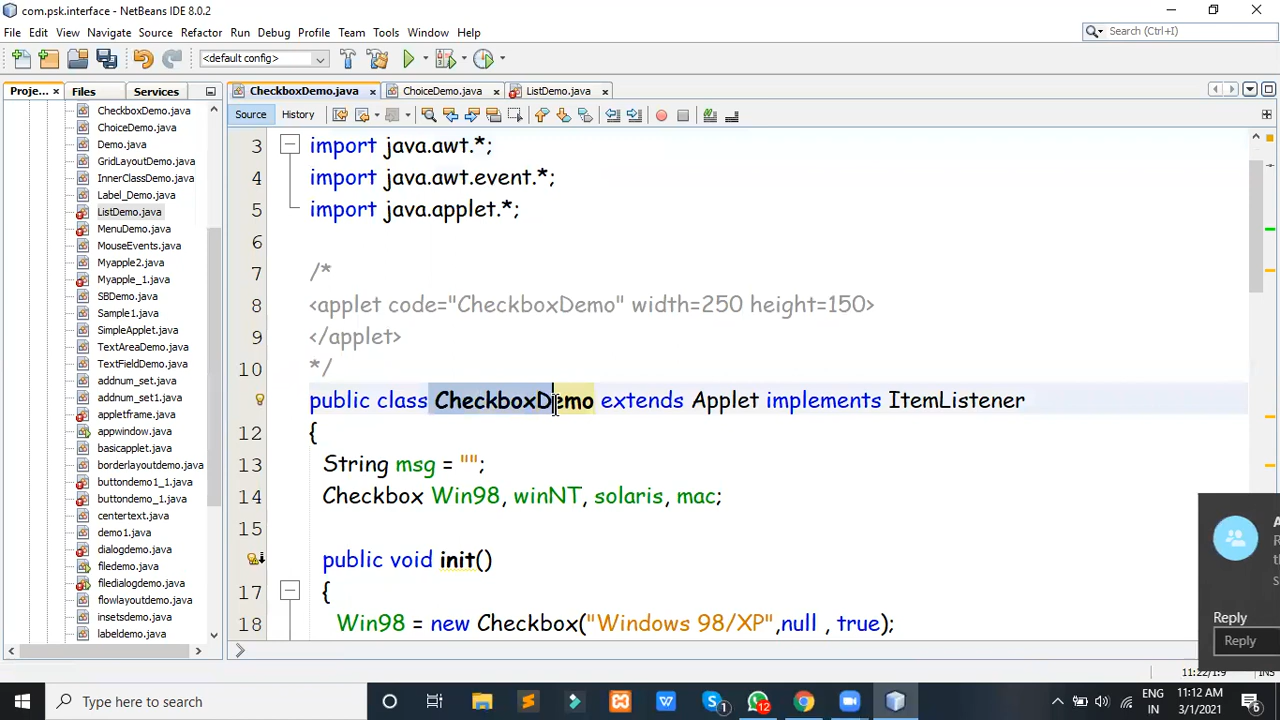 com.psk.interface - NetBeans IDE 8.0.2
File Edit View Navigate Source Refactor Run Debug Profile Team Tools Window Help
Search (Ctrl+I)
<default config>
Proje... Files Services
CheckboxDemo.java ChoiceDemo.java ListDemo.java
Source History
CheckboxDemo.java
ChoiceDemo.java
Demo.java
GridLayoutDemo.java
InnerClassDemo.java
Label_Demo.java
ListDemo.java
MenuDemo.java
MouseEvents.java
Myapple2.java
Myapple_1.java
SBDemo.java
Sample1.java
SimpleApplet.java
TextAreaDemo.java
TextFieldDemo.java
addnum_set.java
addnum_set1.java
appletframe.java
appwindow.java
basicapplet.java
borderlayoutdemo.java
buttondemo1_1.java
buttondemo_1.java
centertext.java
demo1.java
dialogdemo.java
filedemo.java
filedialogdemo.java
flowlayoutdemo.java
insetsdemo.java
labeldemo.java
3 import java.awt.*;
4 import java.awt.event.*;
5 import java.applet.*;
6
7 /*
8 <applet code="CheckboxDemo" width=250 height=150>
9 </applet>
10 */
public class CheckboxDemo extends Applet implements ItemListener
12 {
13 String msg = "";
14 Checkbox Win98, winNT, solaris, mac;
15
public void init()
17 {
18 Win98 = new Checkbox("Windows 98/XP",null , true);
Reply
Reply
11:22/1:9 INS
Type here to search
1
12
ENG
IN
11:12 AM
3/1/2021
5